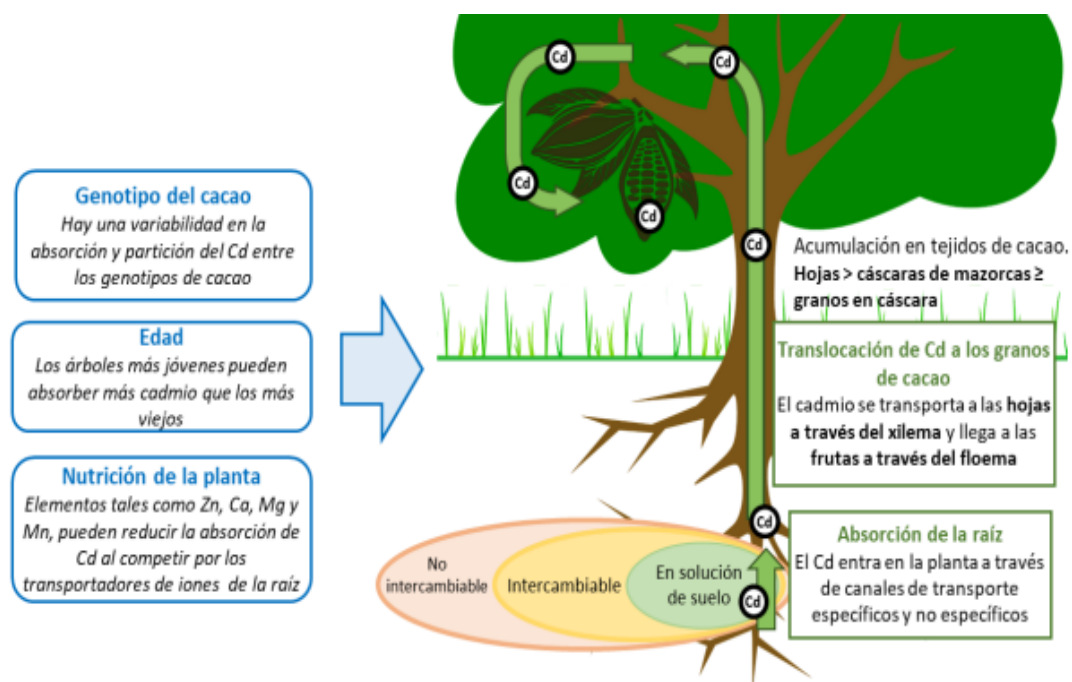 Genotipo del cacao
Hay una variabilidad en la
absorción y partición del Cd entre
los genotipos de cacao
Edad
Los árboles más jóvenes pueden
absorber más cadmio que los más
viejos
Nutrición de la planta
Elementos tales como Zn, Ca, Mg y
Mn, pueden reducir la absorción de
Cd al competir por los
transportadores de iones de la raíz
Cd
Cd
Cd
Cd
Cd
Acumulación en tejidos de cacao.
Hojas > cáscaras de mazorcas ≥
granos en cáscara
Translocación de Cd a los granos
de cacao
El cadmio se transporta a las hojas
a través del xilema y llega a las
frutas a través del floema
Cd
No
intercambiable
Intercambiable
En solución
de suelo
Cd
Absorción de la raíz
El Cd entra en la planta a través
de canales de transporte
específicos y no específicos